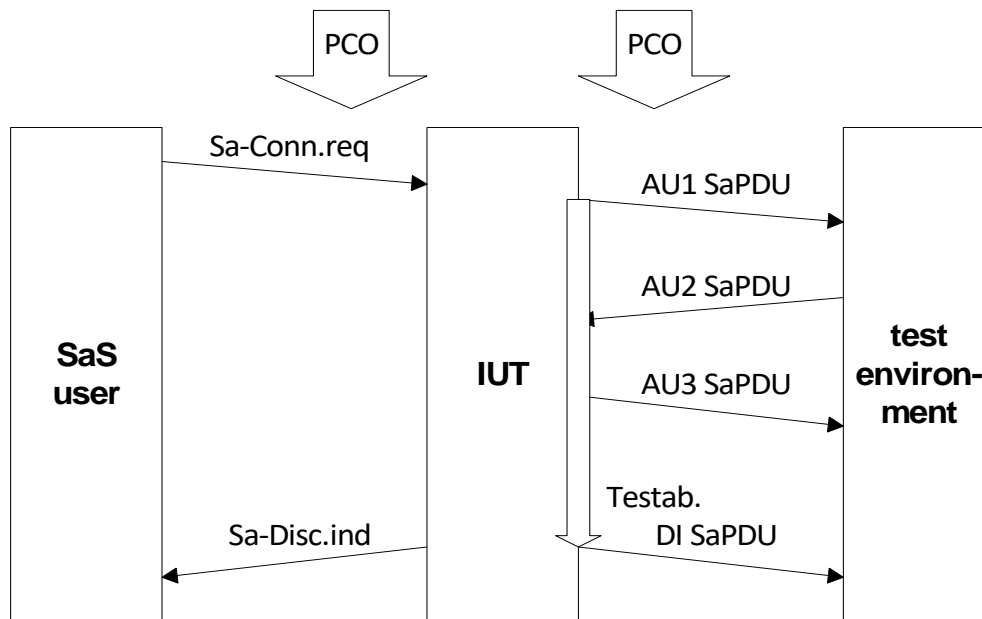 PCO
PCO
Sa-Conn.req
AU1 SaPDU
AU2 SaPDU
SaS
user
IUT
test
environ-
ment
AU3 SaPDU
Testab.
Sa-Disc.ind
DI SaPDU